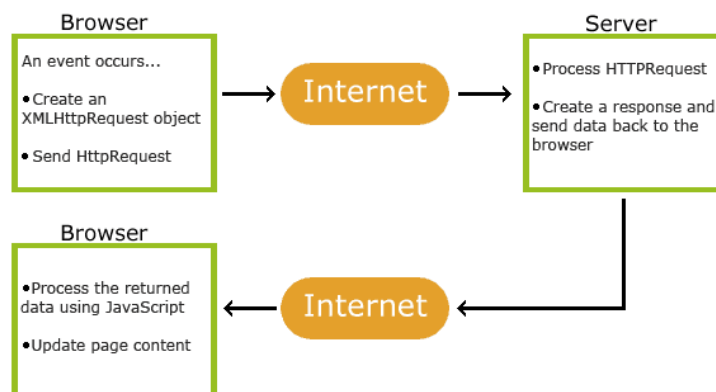 Browser
An event occurs...
•Create an
XMLHttpRequest object
•Send HttpRequest
Internet
Server
•Process HTTPRequest
•Create a response and
send data back to the
browser
Browser
•Process the returned
data using JavaScript
•Update page content
Internet